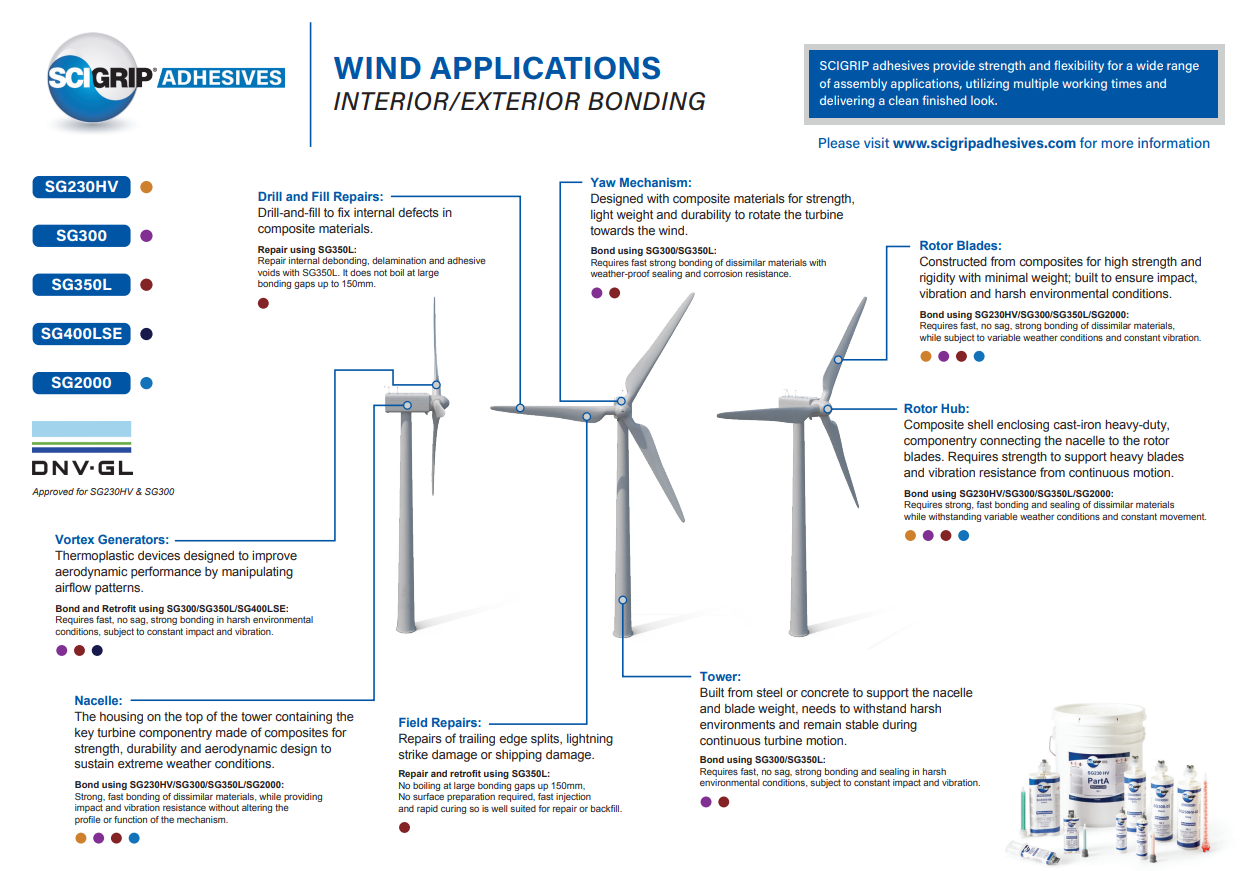 SCIGRIP® ADHESIVES
WIND APPLICATIONS
INTERIOR/EXTERIOR BONDING
SCIGRIP adhesives provide strength and flexibility for a wide range
of assembly applications, utilizing multiple working times and
delivering a clean finished look.
Please visit www.scigripadhesives.com for more information
SG230HV
SG300
SG350L
SG400LSE
SG2000
DNV·GL
Approved for SG230HV & SG300
Drill and Fill Repairs:
Drill-and-fill to fix internal defects in
composite materials.
Repair using SG350L:
Repair internal debonding, delamination and adhesive
voids with SG350L. It does not boil at large
bonding gaps up to 150mm.
Yaw Mechanism:
Designed with composite materials for strength,
light weight and durability to rotate the turbine
towards the wind.
Bond using SG300/SG350L:
Requires fast strong bonding of dissimilar materials with
weather-proof sealing and corrosion resistance.
Rotor Blades:
Constructed from composites for high strength and
rigidity with minimal weight; built to ensure impact,
vibration and harsh environmental conditions.
Bond using SG230HV/SG300/SG350L/SG2000:
Requires fast, no sag, strong bonding of dissimilar materials,
while subject to variable weather conditions and constant vibration.
Rotor Hub:
Composite shell enclosing cast-iron heavy-duty,
componentry connecting the nacelle to the rotor
blades. Requires strength to support heavy blades
and vibration resistance from continuous motion.
Bond using SG230HV/SG300/SG350L/SG2000:
Requires strong, fast bonding and sealing of dissimilar materials
while withstanding variable weather conditions and constant movement.
Vortex Generators:
Thermoplastic devices designed to improve
aerodynamic performance by manipulating
airflow patterns.
Bond and Retrofit using SG300/SG350L/SG400LSE:
Requires fast, no sag, strong bonding in harsh environmental
conditions, subject to constant impact and vibration.
Nacelle:
The housing on the top of the tower containing the
key turbine componentry made of composites for
strength, durability and aerodynamic design to
sustain extreme weather conditions.
Bond using SG230HV/SG300/SG350L/SG2000:
Strong, fast bonding of dissimilar materials, while providing
impact and vibration resistance without altering the
profile or function of the mechanism.
Field Repairs:
Repairs of trailing edge splits, lightning
strike damage or shipping damage.
Repair and retrofit using SG350L:
No boiling at large bonding gaps up to 150mm,
No surface preparation required, fast injection
and rapid curing so is well suited for repair or backfill.
Tower:
Built from steel or concrete to support the nacelle
and blade weight, needs to withstand harsh
environments and remain stable during
continuous turbine motion.
Bond using SG300/SG350L:
Requires fast, no sag, strong bonding and sealing in harsh
environmental conditions, subject to constant impact and vibration.
SG230 HV
PartA